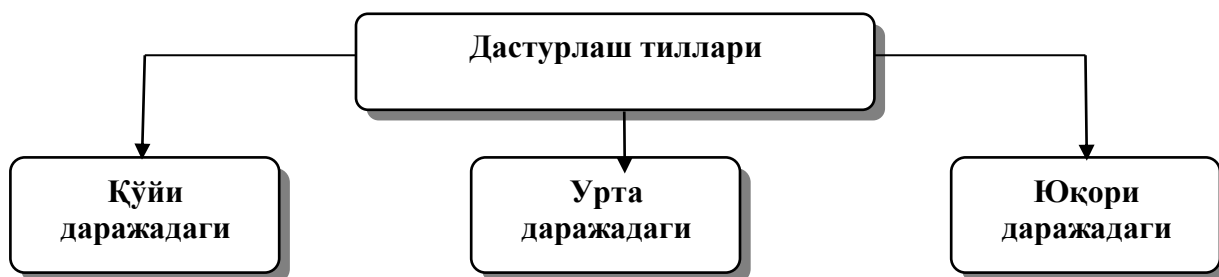 Дастурлаш тиллари
Қўйи
даражадаги
Урта
даражадаги
Юқори
даражадаги